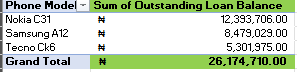 Phone Model Sum of Outstanding Loan Balance
Nokia C31 ₦ 12,393,706.00
Samsung A12 ₦ 8,479,029.00
Tecno Ck6 ₦ 5,301,975.00
Grand Total ₦ 26,174,710.00